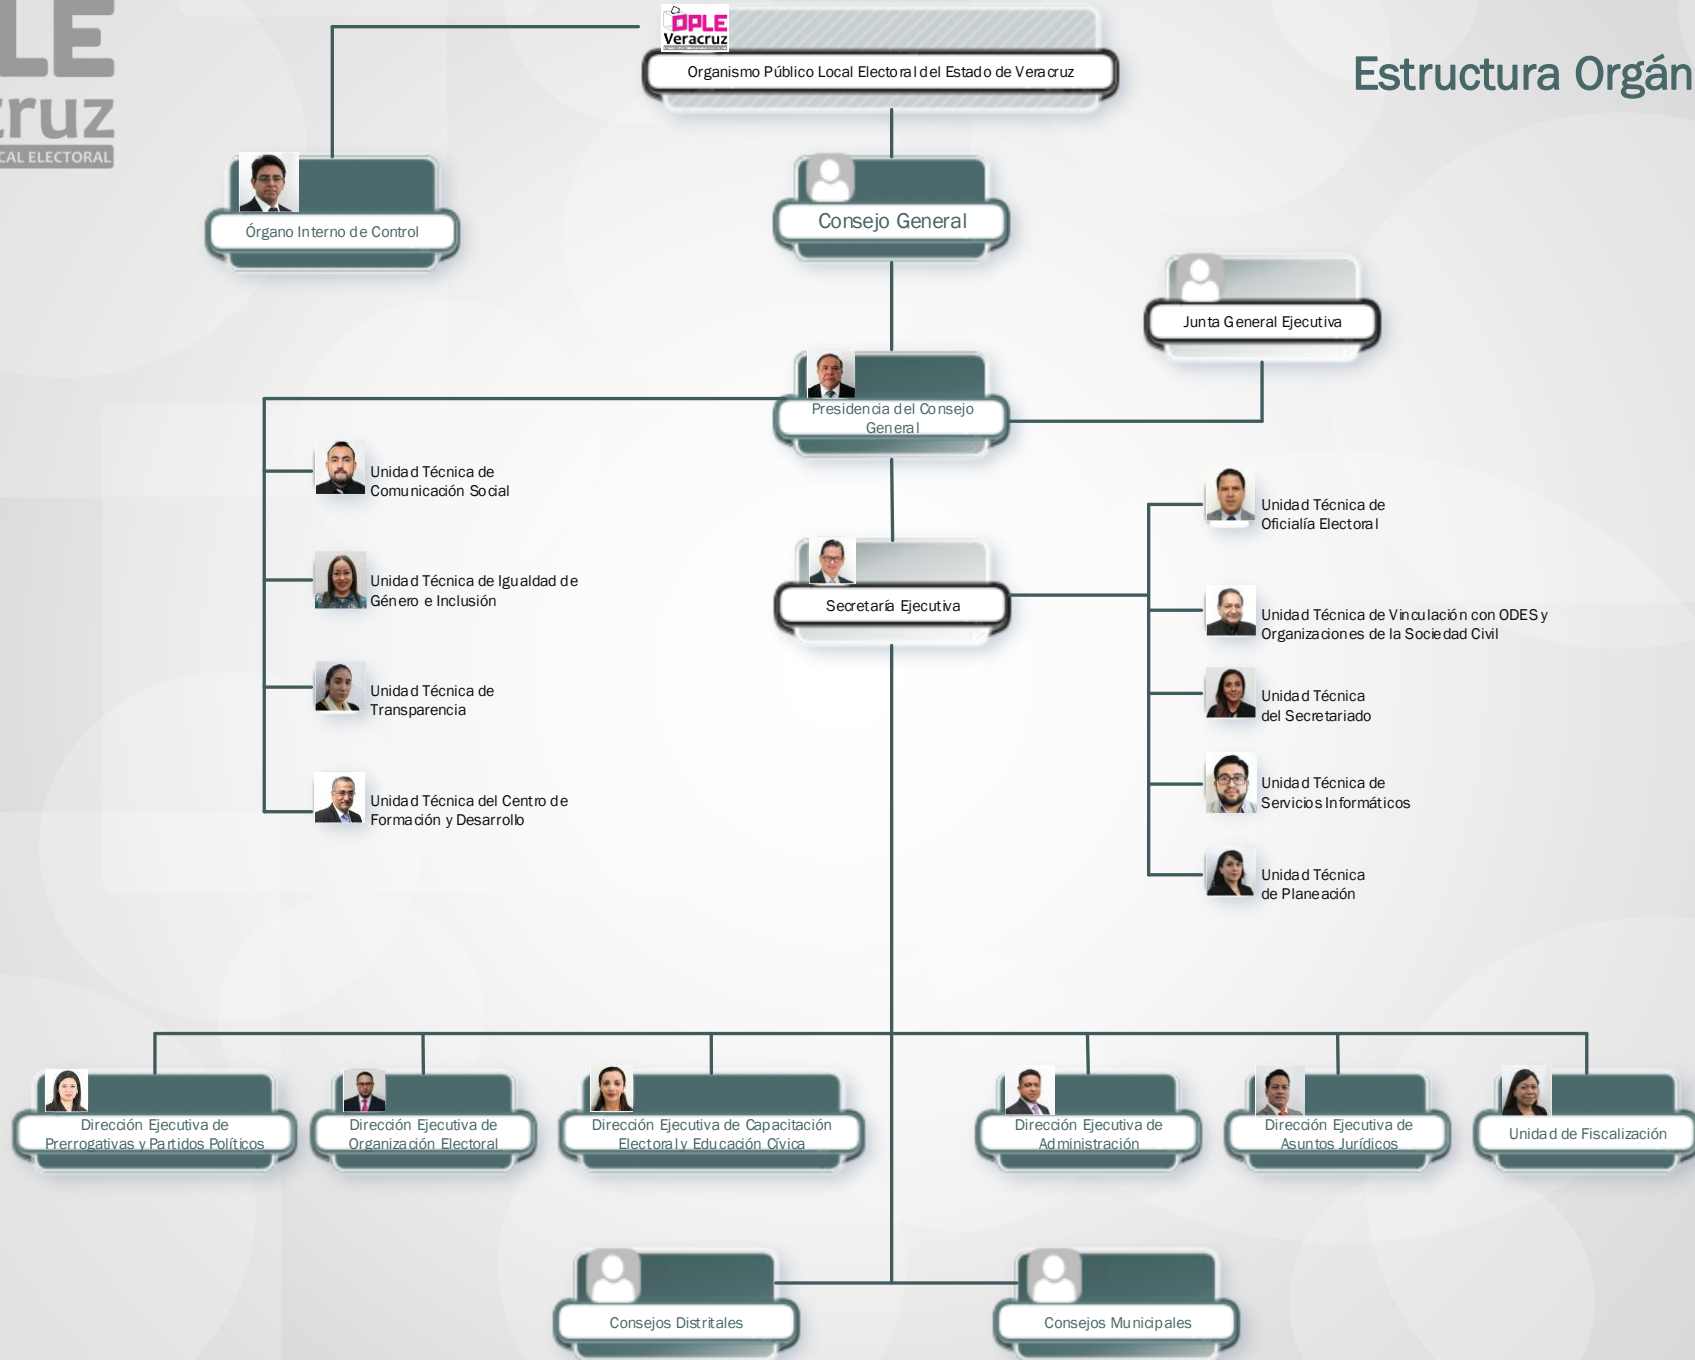 LE
cruz
CAL ELECTORAL
OPLE
Veracruz
Organismo Público Local Electoral del Estado de Veracruz
Estructura Orgán
Órgano Interno de Control
Consejo General
Junta General Ejecutiva
Presidencia del Consejo
General
Unidad Técnica de
Comunicación Social
Unidad Técnica de Igualdad de
Género e Inclusión
Unidad Técnica de
Transparencia
Unidad Técnica del Centro de
Formación y Desarrollo
Secretaría Ejecutiva
Unidad Técnica de
Oficialía Electoral
Unidad Técnica de Vinculación con ODES y
Organizaciones de la Sociedad Civil
Unidad Técnica
del Secretariado
Unidad Técnica de
Servicios Informáticos
Unidad Técnica
de Planeación
Dirección Ejecutiva de
Prerrogativas y Partidos Políticos
Dirección Ejecutiva de
Organización Electoral
Dirección Ejecutiva de Capacitación
Electoral y Educación Cívica
Dirección Ejecutiva de
Administración
Dirección Ejecutiva de
Asuntos Jurídicos
Unidad de Fiscalización
Consejos Distritales
Consejos Municipales